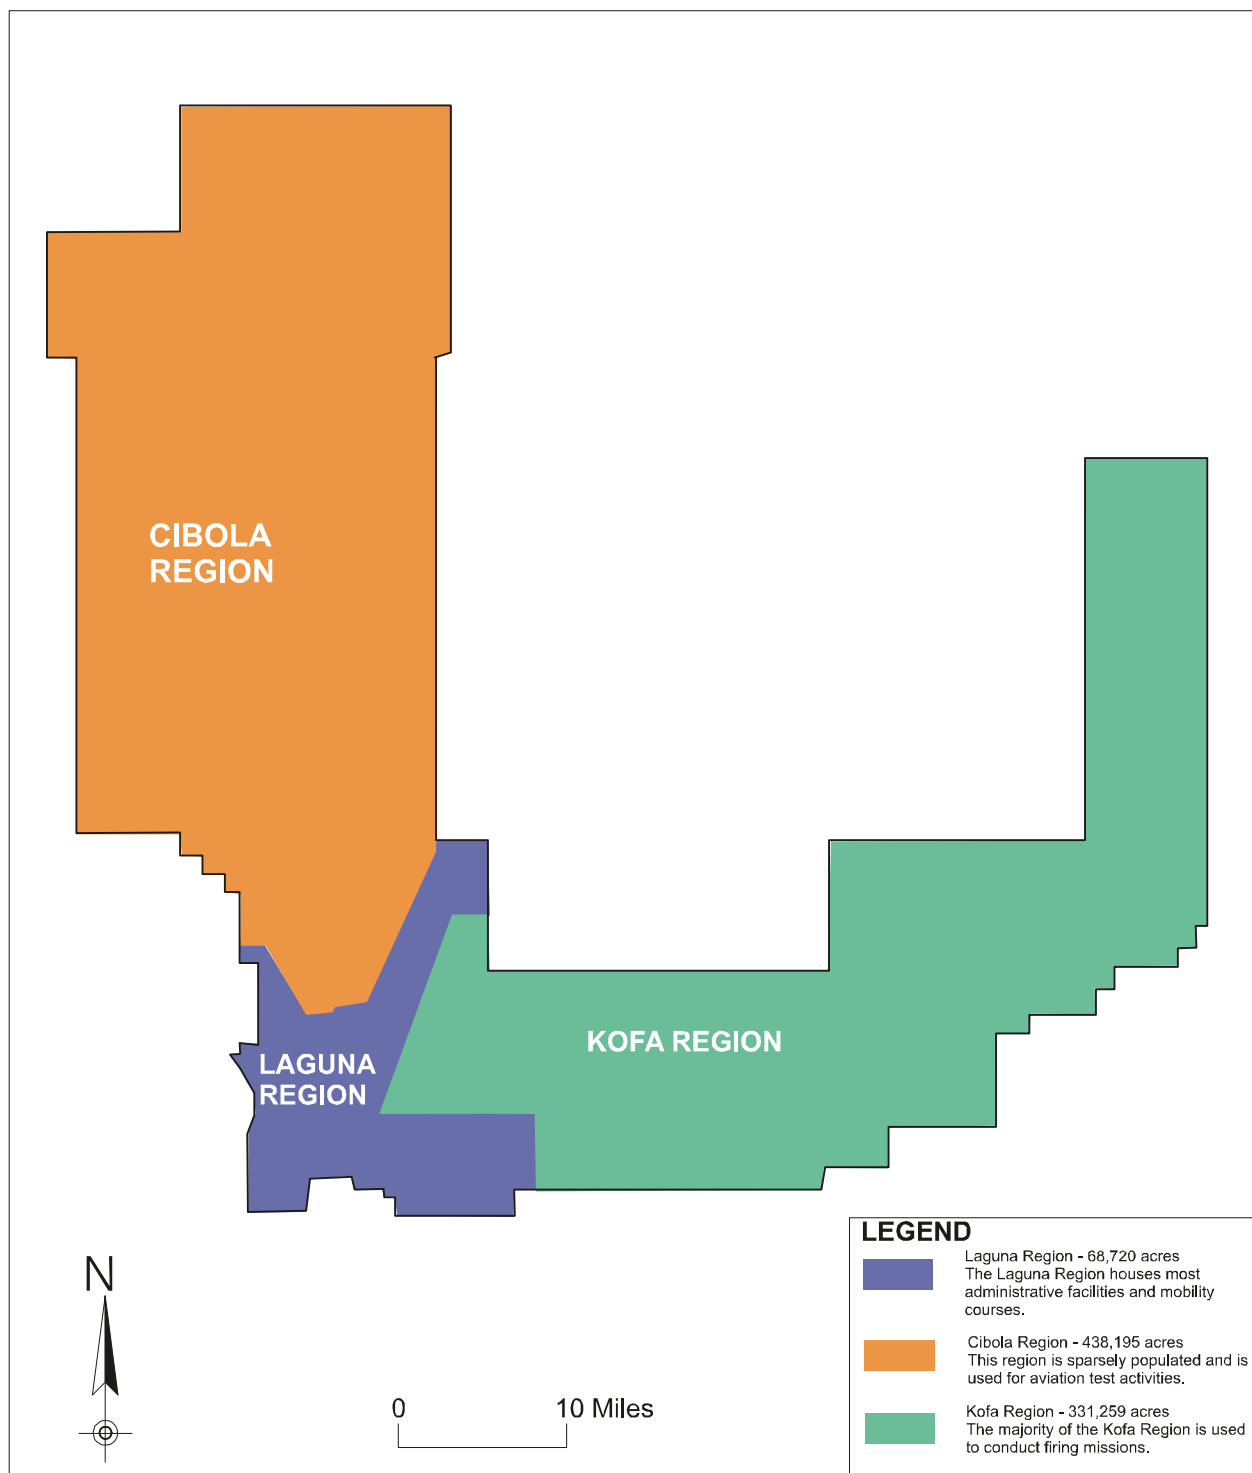 CIBOLA
REGION
KOFA REGION
LAGUNA
REGION
LEGEND
Laguna Region - 68,720 acres
The Laguna Region houses most
administrative facilities and mobility
courses.
Cibola Region - 438,195 acres
This region is sparsely populated and is
used for aviation test activities.
Kofa Region - 331,259 acres
The majority of the Kofa Region is used
to conduct firing missions.
N
0 10 Miles